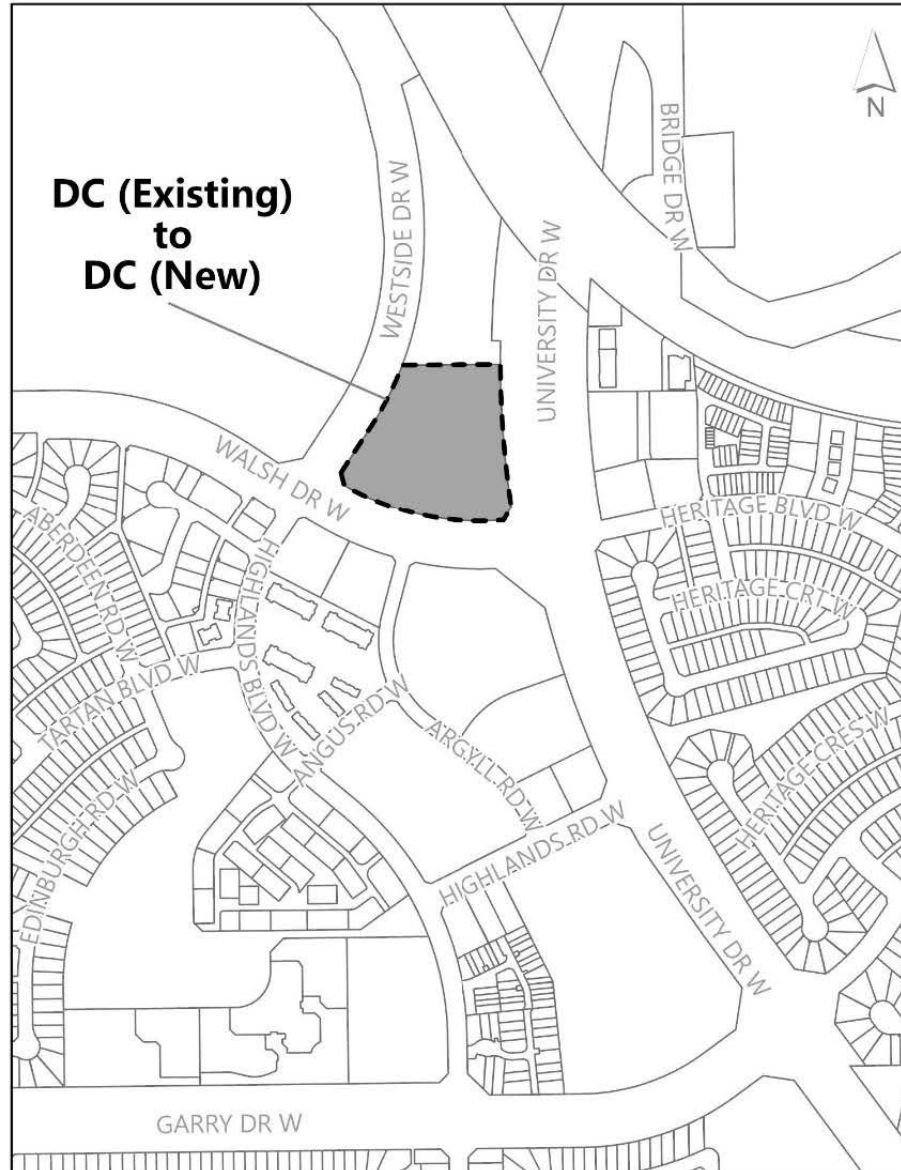 N
BRIDGE DR W
WESTSIDE DR W
DC (Existing)
to
DC (New)
UNIVERSITY DR W
WALSH DR W
HERITAGE BLVD W
ABERDEEN RD W
HIGHLANDS BLVD W
HERITAGE CRT W
TARTAN BLVD W
ANGUS RD W
ARGYLL RD W
HERITAGE CRES W
EDINBURGH RD W
HIGHLANDS RD W
UNIVERSITY DR W
GARRY DR W